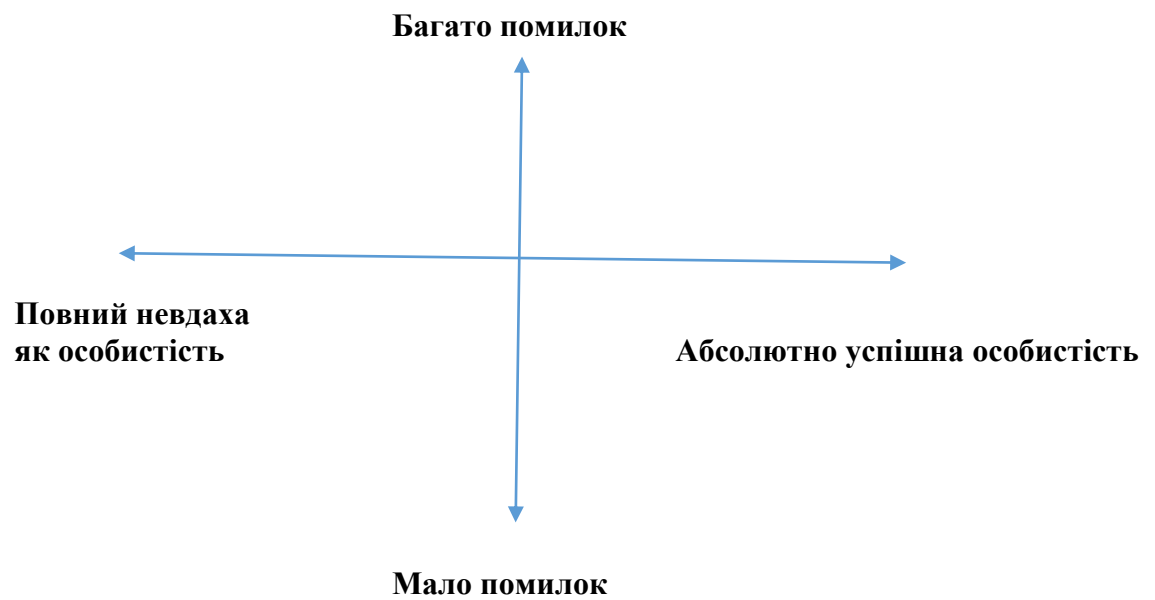 Багато помилок
Повний невдаха
як особистість
Абсолютно успішна особистість
Мало помилок